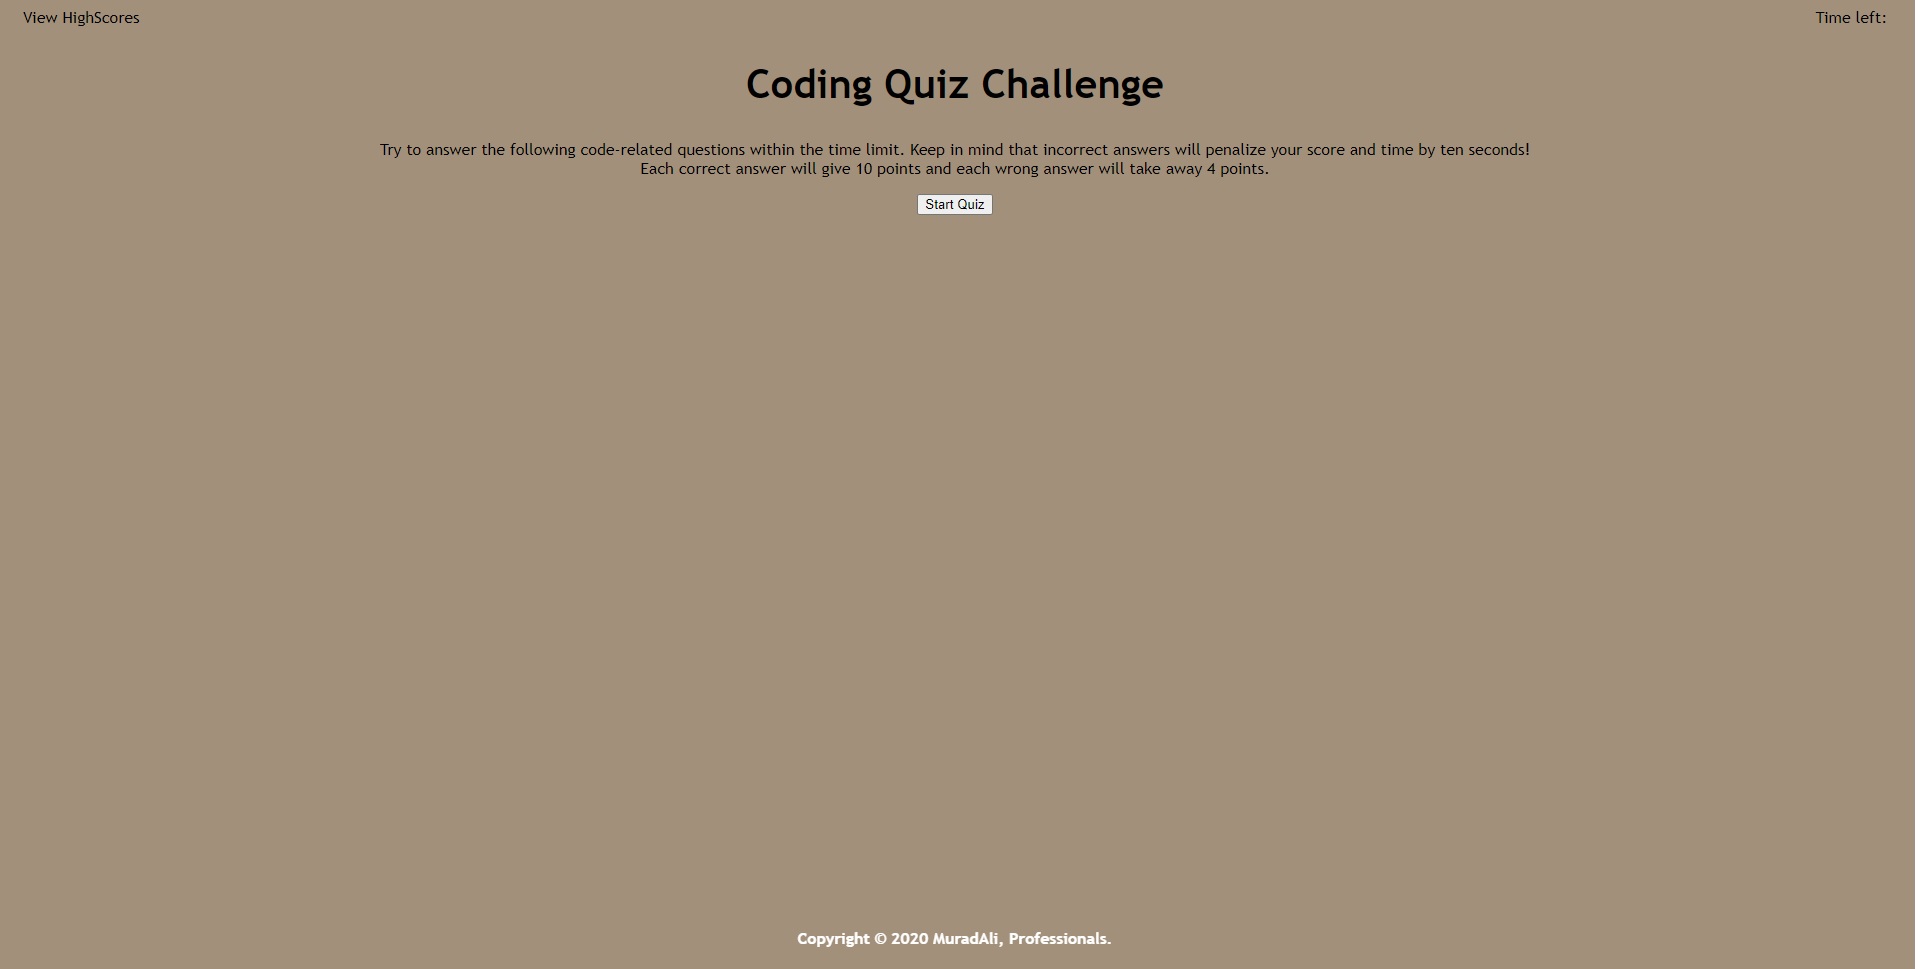 View HighScores
Time left:
Coding Quiz Challenge
Try to answer the following code-related questions within the time limit. Keep in mind that incorrect answers will penalize your score and time by ten seconds!
Each correct answer will give 10 points and each wrong answer will take away 4 points.
Start Quiz
Copyright © 2020 MuradAli, Professionals.